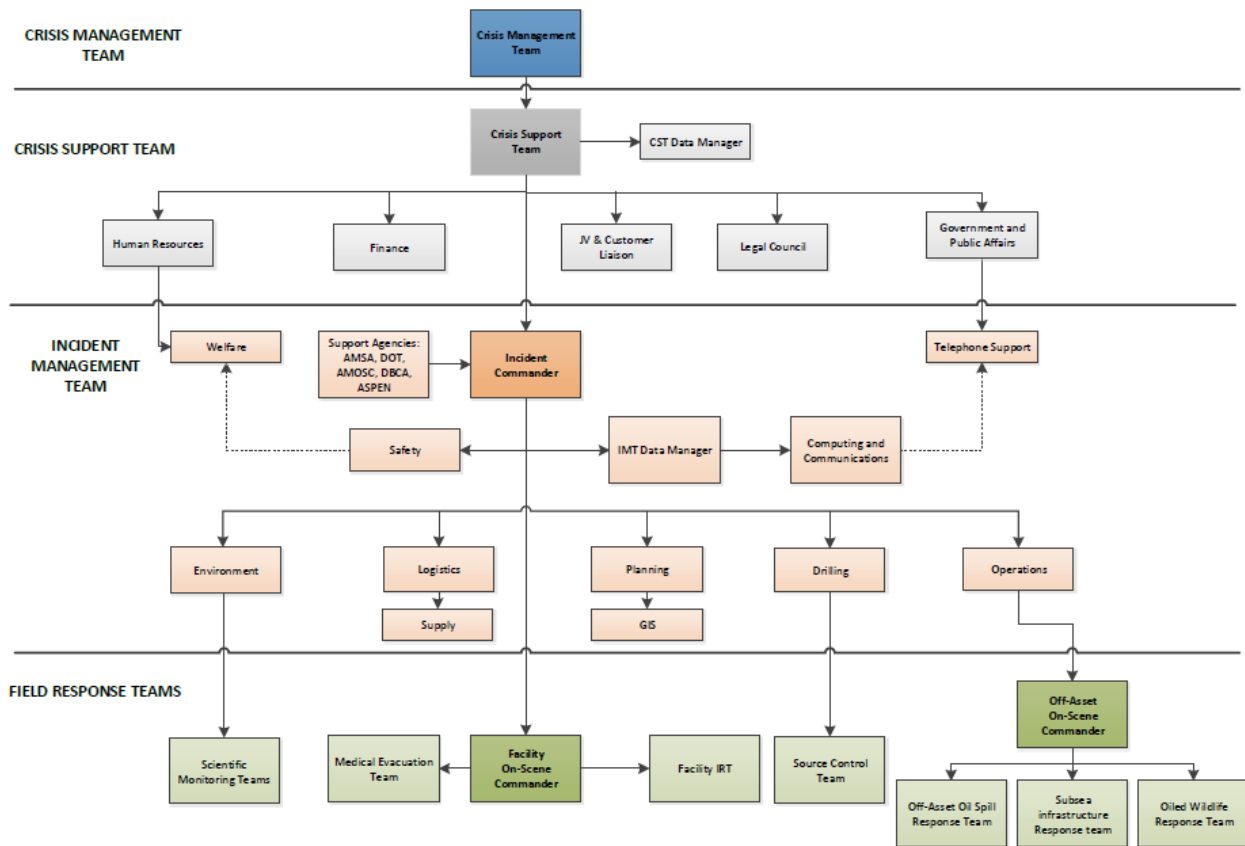 CRISIS MANAGEMENT
TEAM
Crisis Management
Team
CRISIS SUPPORT TEAM
Crisis Support
Team
CST Data Manager
Human Resources
Finance
JV & Customer
Liaison
Legal Council
Government and
Public Affairs
INCIDENT
MANAGEMENT
TEAM
Welfare
Support Agencies:
AMSA, DOT,
AMOSC, DBCA,
ASPEN
Incident
Commander
Telephone Support
Safety
IMT Data Manager
Computing and
Communications
Environment
Logistics
Planning
Drilling
Operations
Supply
GIS
FIELD RESPONSE TEAMS
Off-Asset
On-Scene
Commander
Scientific
Monitoring Teams
Medical Evacuation
Team
Facility
On-Scene
Commander
Facility IRT
Source Control
Team
Off-Asset Oil Spill
Response Team
Subsea
infrastructure
Response team
Oiled Wildlife
Response Team